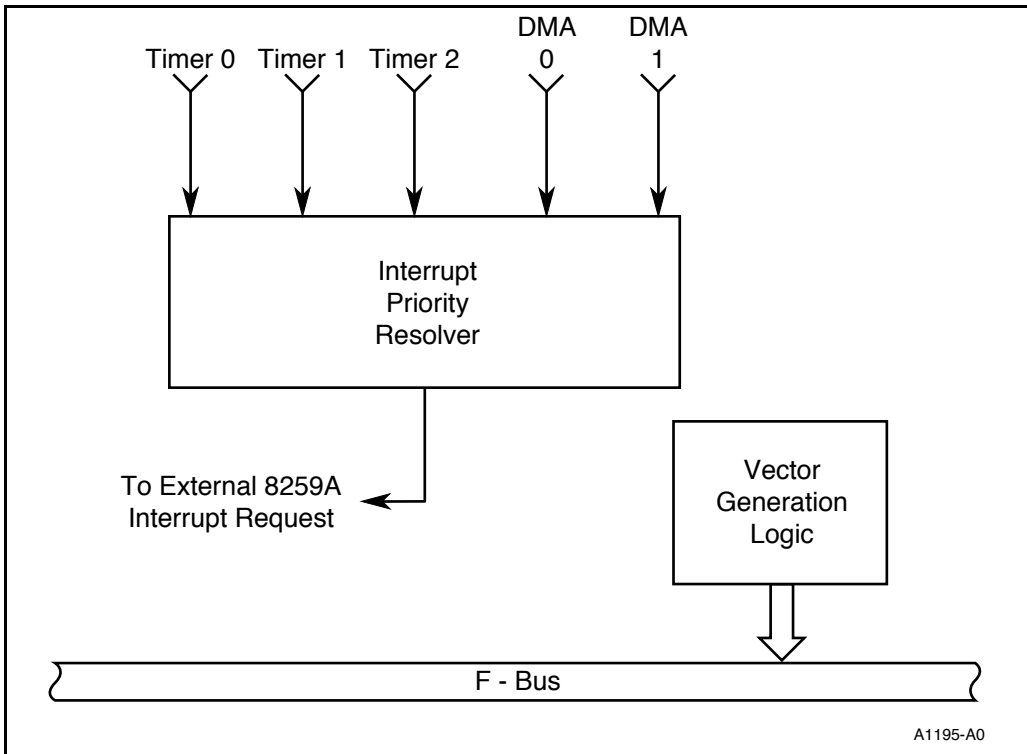 DMA DMA
Timer 0 Timer 1 Timer 2 0 1
Interrupt
Priority
Resolver
To External 8259A
Interrupt Request
Vector
Generation
Logic
F - Bus
A1195-A0